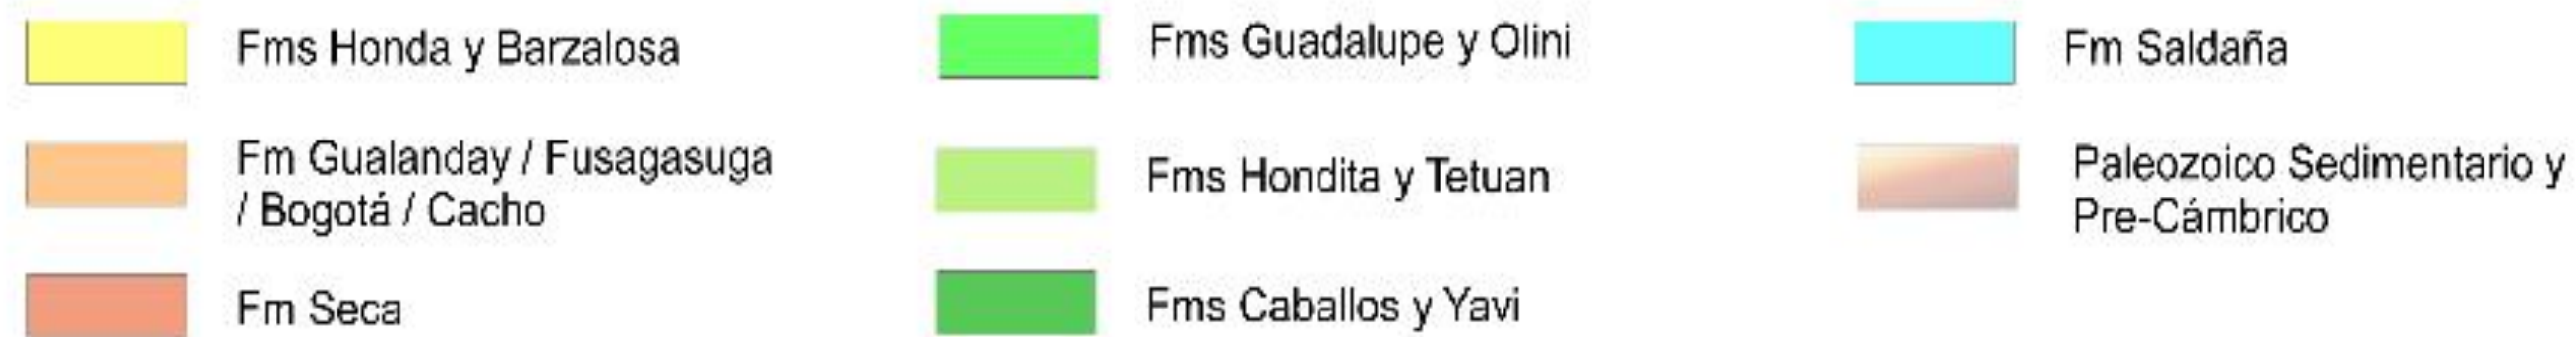 Fms Honda y Barzalosa
Fm Gualanday / Fusagasuga
/ Bogotá / Cacho
Fm Seca
Fms Guadalupe y Olini
Fms Hondita y Tetuan
Fms Caballos y Yavi
Fm Saldaña
Paleozoico Sedimentario y
Pre-Cámbrico